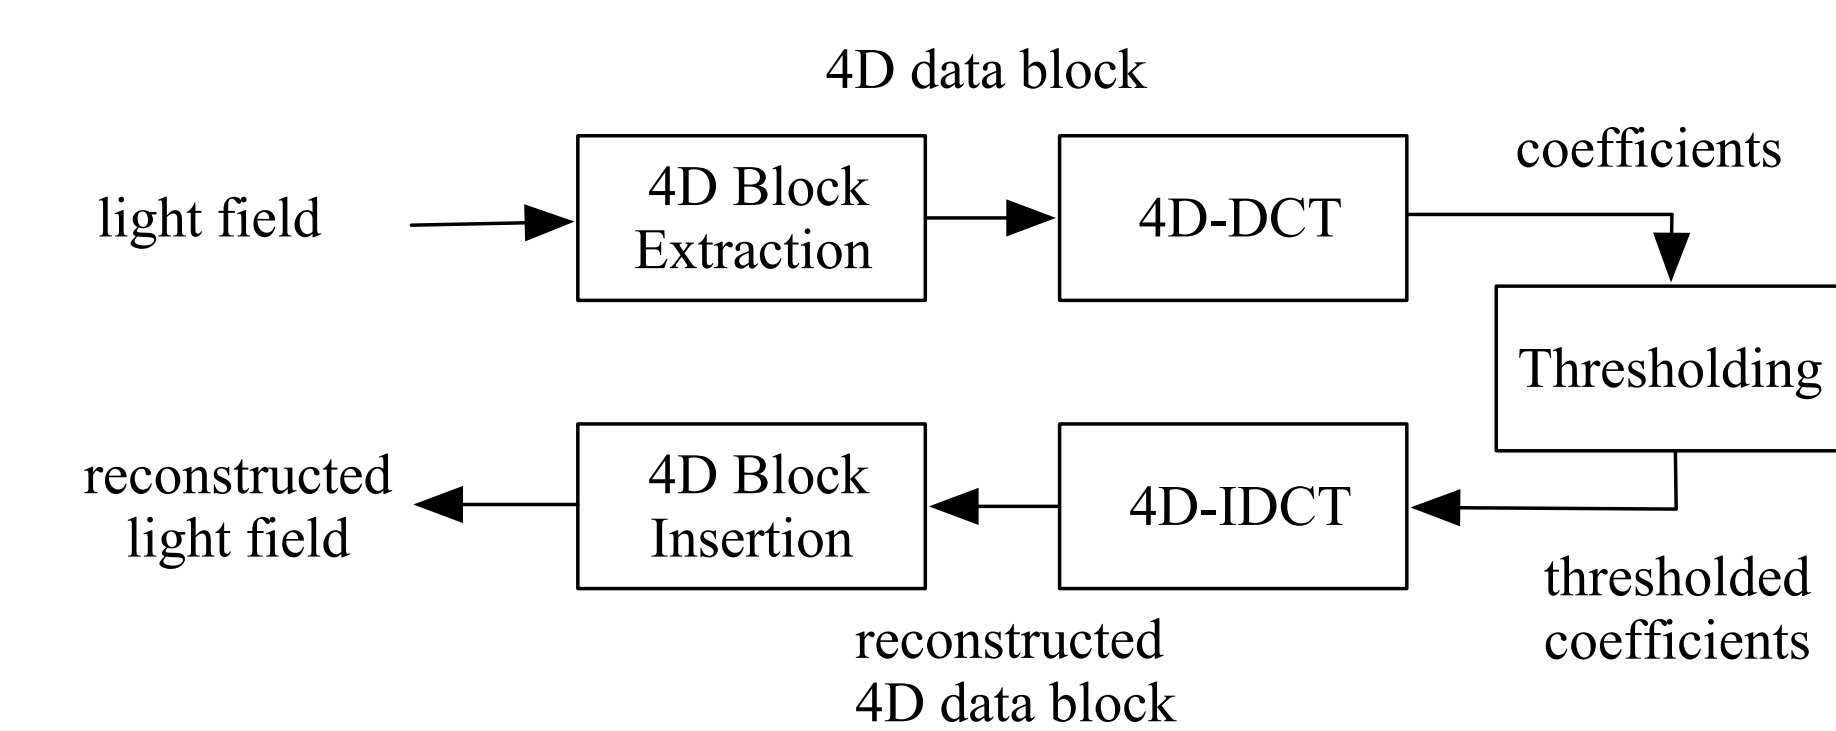 4D data block
light field
4D Block
Extraction
4D-DCT
coefficients
Thresholding
thresholded
coefficients
4D-IDCT
reconstructed
4D data block
4D Block
Insertion
reconstructed
light field